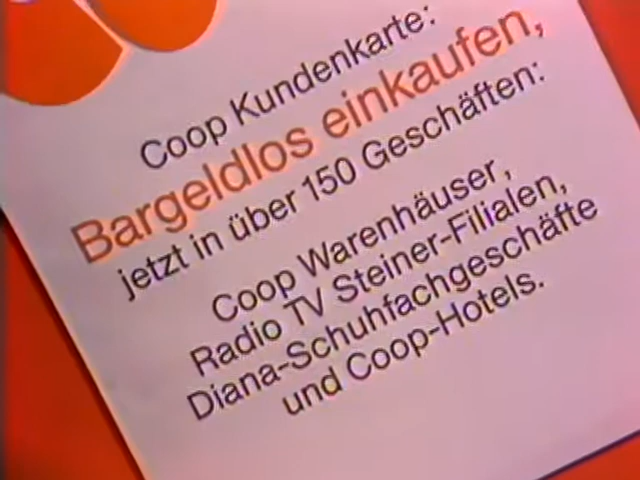 Coop Kundenkarte:
Bargeldlos einkaufen,
jetzt in über 150 Geschäften:
Coop Warenhäuser,
Radio TV Steiner-Filialen,
Diana-Schuhfachgeschäfte
und Coop-Hotels.